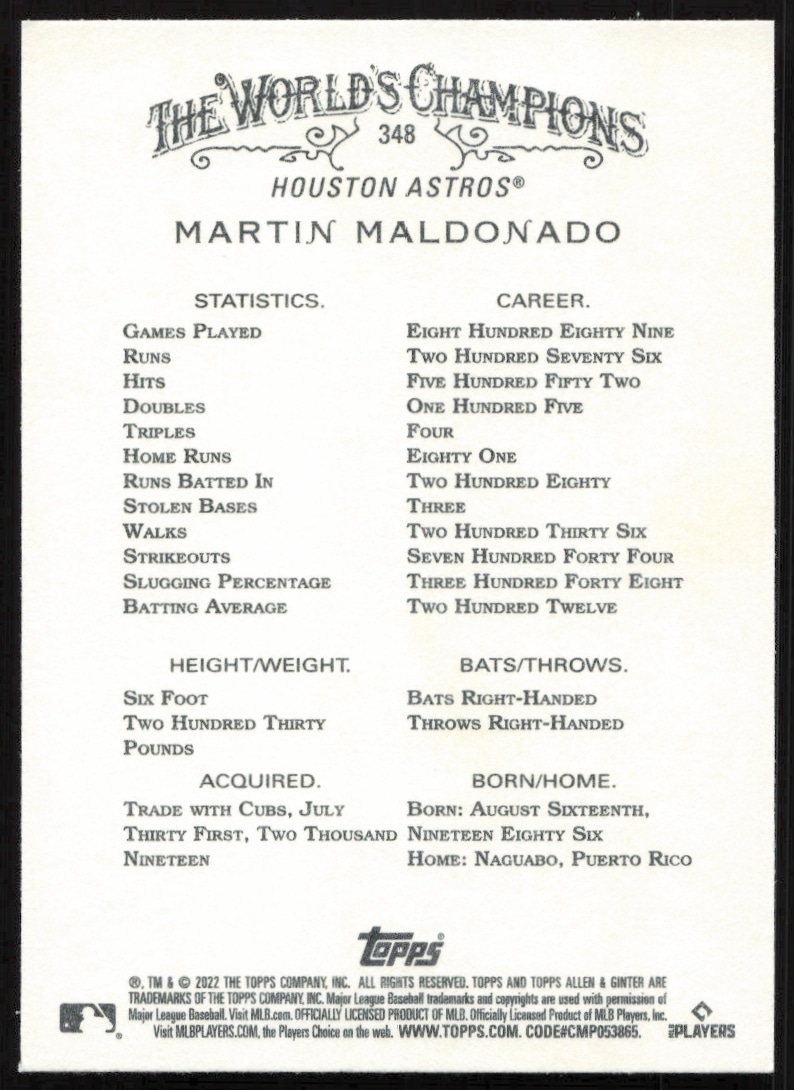 THE WORLD'S CHAMPIONS
348
HOUSTON ASTROS®
MARTIN MALDONADO
STATISTICS. CAREER.
GAMES PLAYED EIGHT HUNDRED EIGHTY NINE
RUNS TWO HUNDRED SEVENTY SIX
HITS FIVE HUNDRED FIFTY TWO
DOUBLES ONE HUNDRED FIVE
TRIPLES FOUR
HOME RUNS EIGHTY ONE
RUNS BATTED IN TWO HUNDRED EIGHTY
STOLEN BASES THREE
WALKS TWO HUNDRED THIRTY SIX
STRIKEOUTS SEVEN HUNDRED FORTY FOUR
SLUGGING PERCENTAGE THREE HUNDRED FORTY EIGHT
BATTING AVERAGE TWO HUNDRED TWELVE
HEIGHT/WEIGHT.
SIX FOOT
TWO HUNDRED THIRTY
POUNDS
BATS/THROWS.
BATS RIGHT-HANDED
THROWS RIGHT-HANDED
ACQUIRED.
TRADE WITH CUBS, JULY
THIRTY FIRST, TWO THOUSAND
NINETEEN
BORN/HOME.
BORN: AUGUST SIXTEENTH,
NINETEEN EIGHTY SIX
HOME: NAGUABO, PUERTO RICO
topps®
®, TM & © 2022 THE TOPPS COMPANY, INC. ALL RIGHTS RESERVED. TOPPS AND TOPPS ALLEN & GINTER ARE
TRADEMARKS OF THE TOPPS COMPANY, INC. Major League Baseball trademarks and copyrights are used with permission of
Major League Baseball. Visit MLB.com. OFFICIALLY LICENSED PRODUCT OF MLB. Officially Licensed Product of MLB Players, Inc.
Visit MLBPLAYERS.COM, the Players Choice on the web. WWW.TOPPS.COM. CODE#CMP053865.
MLB PLAYERS